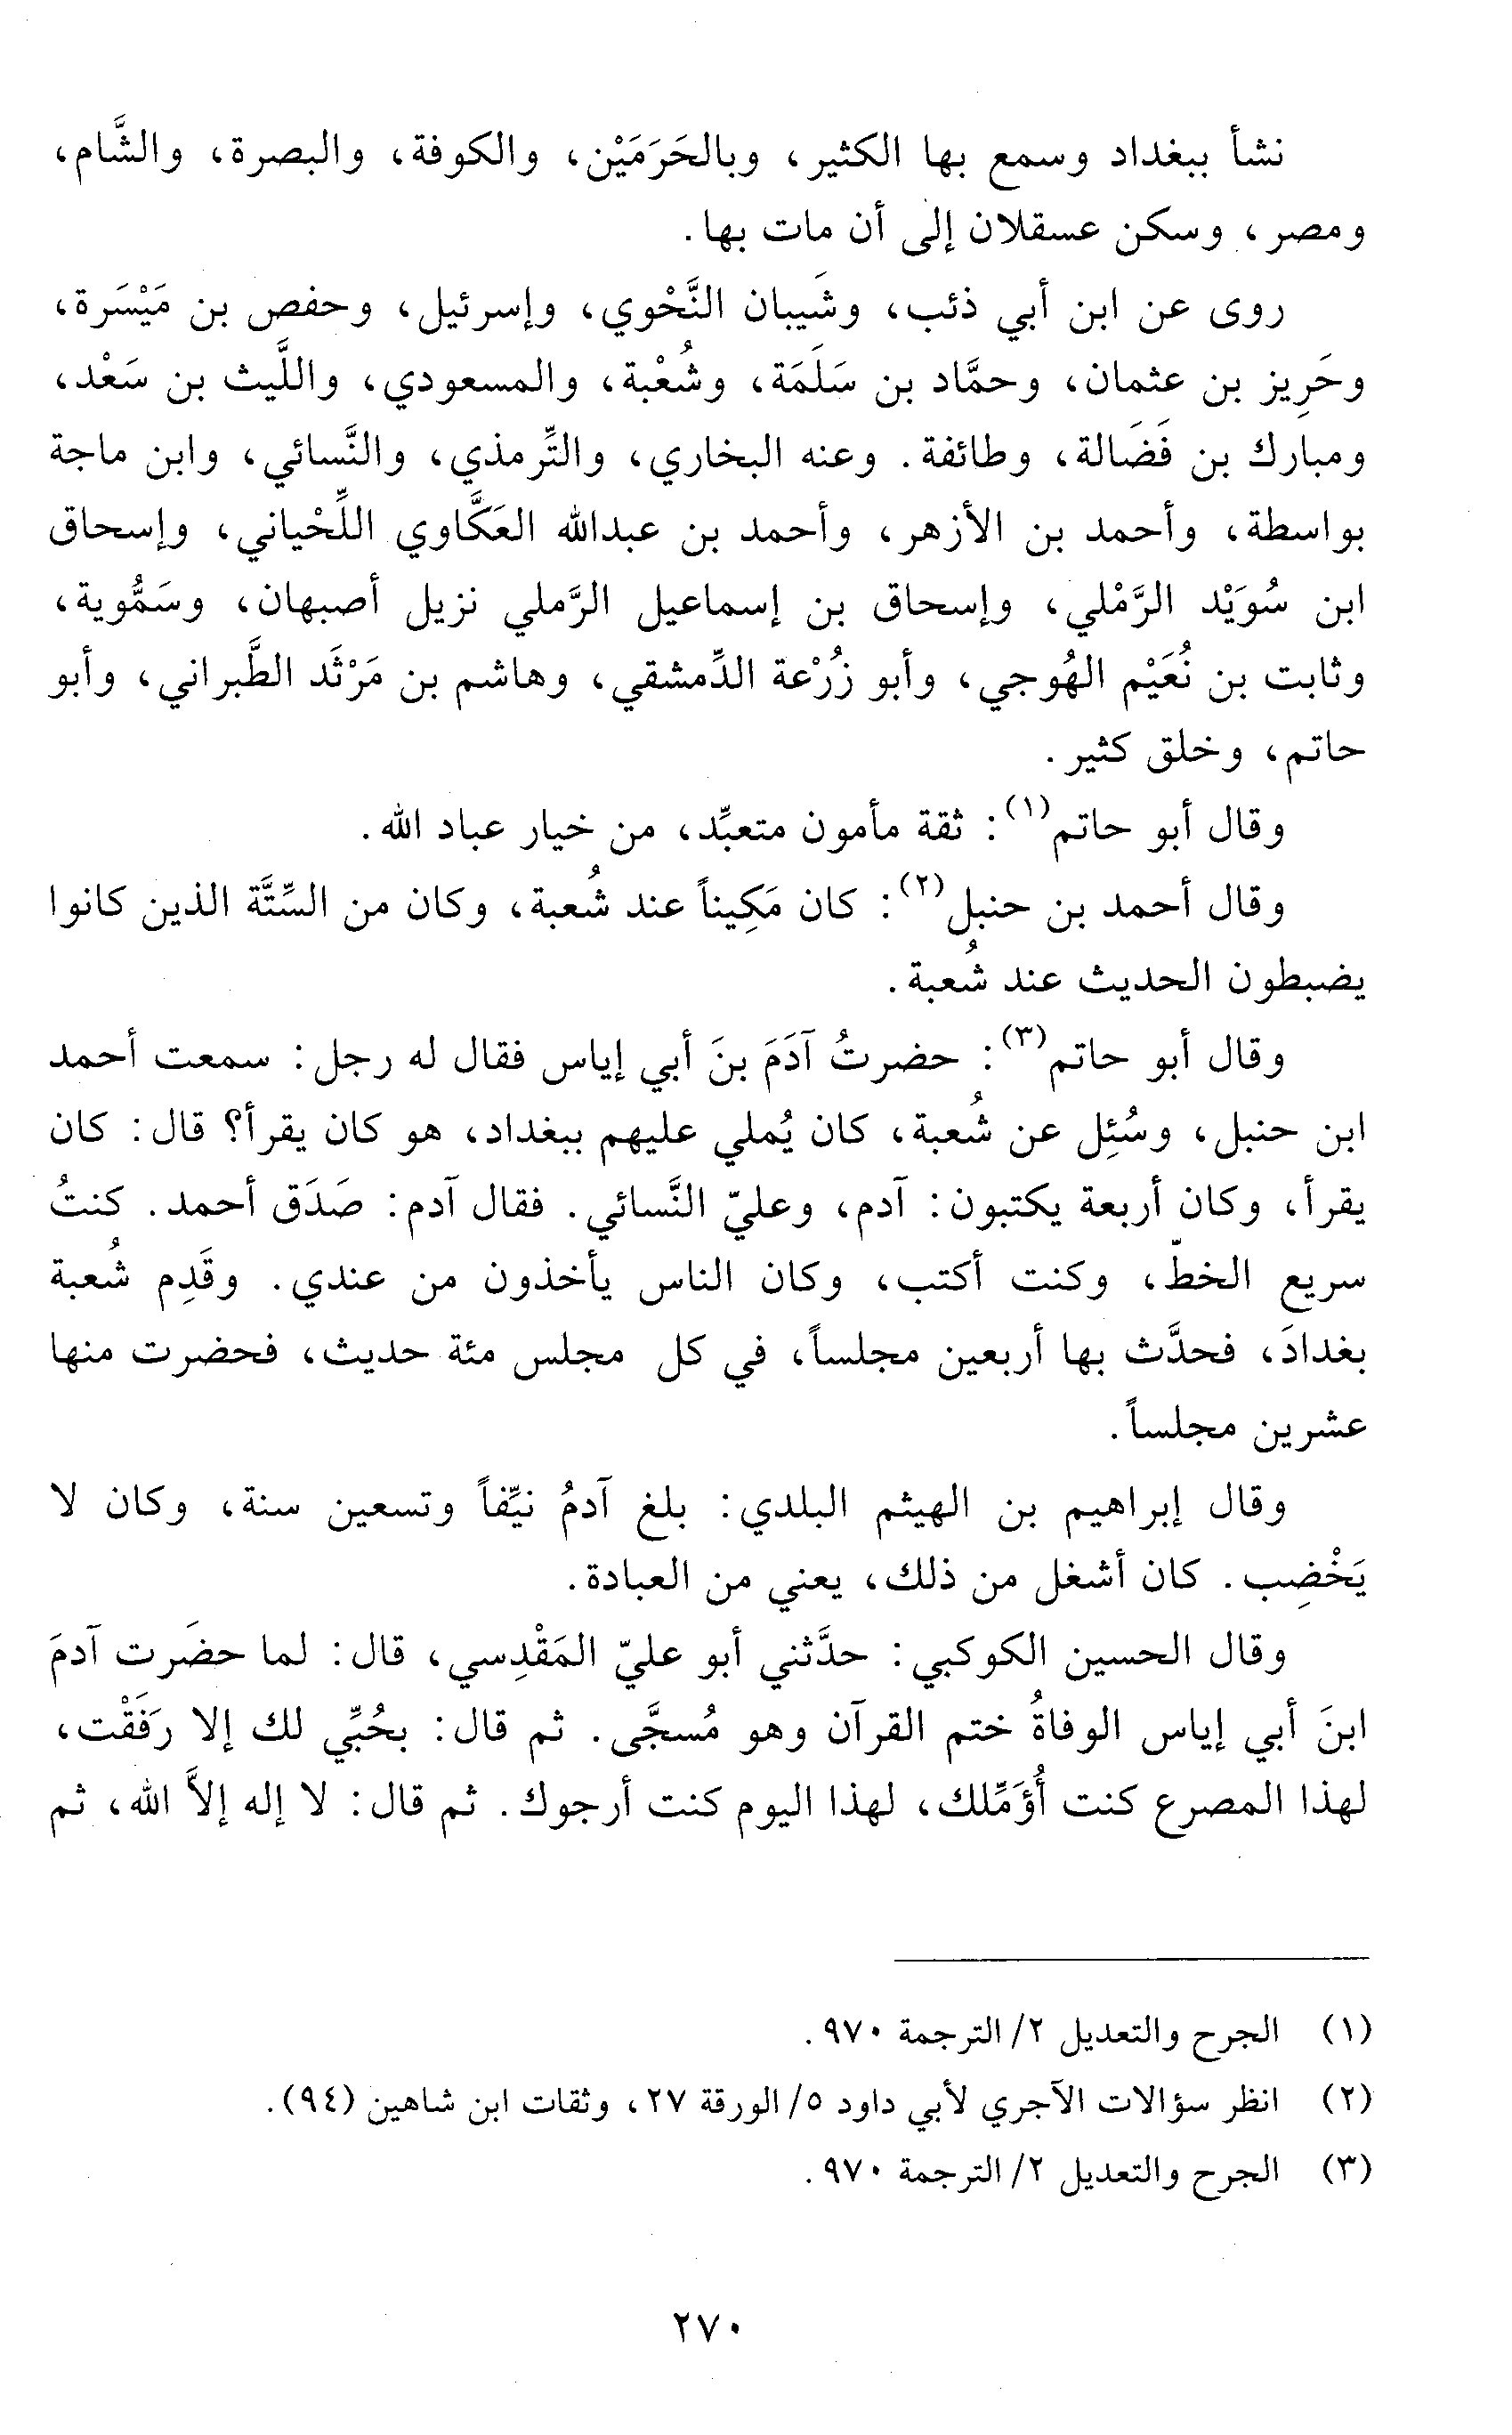 نشأ ببغداد وسمع بها الكثير، وبالحَرَمَيْن، والكوفة، والبصرة، والشَّام،
ومصر، وسكن عسقلان إلى أن مات بها.
روى عن ابن أبي ذئب، وشَيبان النَّحْوي، وإسرئيل، وحفص بن مَيْسَرة،
وحَرِيز بن عثمان، وحمَّاد بن سَلَمَة، وشُعْبة، والمسعودي، واللَّيث بن سَعْد،
ومبارك بن فَضَالة، وطائفة. وعنه البخاري، والتِّرمذي، والنَّسائي، وابن ماجة
بواسطة، وأحمد بن الأزهر، وأحمد بن عبدالله العَكَّاوي اللِّحْياني، وإسحاق
ابن سُوَيْد الرَّمْلي، وإسحاق بن إسماعيل الرَّملي نزيل أصبهان، وسَمُّوية،
وثابت بن نُعَيْم الهُوجي، وأبو زُرْعة الدِّمشقي، وهاشم بن مَرْثَد الطَّبراني، وأبو
حاتم، وخلق كثير.
وقال أبو حاتم(١): ثقة مأمون متعبِّد، من خيار عباد الله.
وقال أحمد بن حنبل(٢): كان مَكِيناً عند شُعبة، وكان من السِّتَّة الذين كانوا
يضبطون الحديث عند شُعبة.
وقال أبو حاتم(٣): حضرتُ آدَمَ بنَ أبي إياس فقال له رجل: سمعت أحمد
ابن حنبل، وسُئِل عن شُعبة، كان يُملي عليهم ببغداد، هو كان يقرأ؟ قال: كان
يقرأ، وكان أربعة يكتبون: آدم، وعليّ النَّسائي. فقال آدم: صَدَق أحمد. كنتُ
سريع الخطّ، وكنت أكتب، وكان الناس يأخذون من عندي. وقَدِم شُعبة
بغدادَ، فحدَّث بها أربعين مجلساً، في كل مجلس مئة حديث، فحضرت منها
عشرين مجلساً.
وقال إبراهيم بن الهيثم البلدي: بلغ آدمُ نيِّفاً وتسعين سنة، وكان لا
يَخْضِب. كان أشغل من ذلك، يعني من العبادة.
وقال الحسين الكوكبي: حدَّثني أبو عليّ المَقْدِسي، قال: لما حضَرت آدمَ
ابنَ أبي إياس الوفاةُ ختم القرآن وهو مُسجَّى. ثم قال: بحُبِّي لك إلا رَفَقْت،
لهذا المصرع كنت أُؤَمِّلك، لهذا اليوم كنت أرجوك. ثم قال: لا إله إلاَّ الله، ثم
(١) الجرح والتعديل ٢/ الترجمة ٩٧٠.
(٢) انظر سؤالات الآجري لأبي داود ٥/ الورقة ٢٧، وثقات ابن شاهين (٩٤).
(٣) الجرح والتعديل ٢/ الترجمة ٩٧٠.
٢٧٠